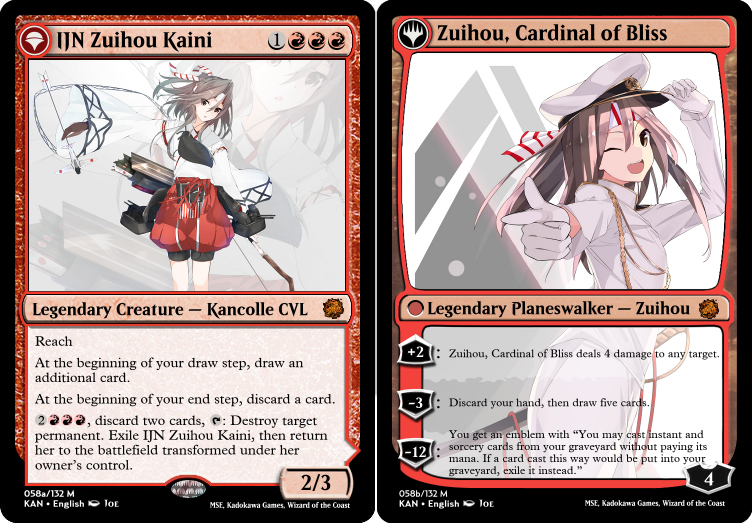 IJN Zuihou Kaini 1
Legendary Creature — Kancolle CVL
Reach
At the beginning of your draw step, draw an
additional card.
At the beginning of your end step, discard a card.
2, discard two cards, : Destroy target
permanent. Exile IJN Zuihou Kaini, then return
her to the battlefield transformed under her
owner's control.
2/3
058a/132 M
KAN • English JOE
MSE, Kadokawa Games, Wizard of the Coast
Zuihou, Cardinal of Bliss
Legendary Planeswalker — Zuihou
+2 : Zuihou, Cardinal of Bliss deals 4 damage to any target.
-3 : Discard your hand, then draw five cards.
-12 : You get an emblem with “You may cast instant and
sorcery cards from your graveyard without paying its
mana. If a card cast this way would be put into your
graveyard, exile it instead.”
4
058b/132 M
KAN • English JOE
MSE, Kadokawa Games, Wizard of the Coast